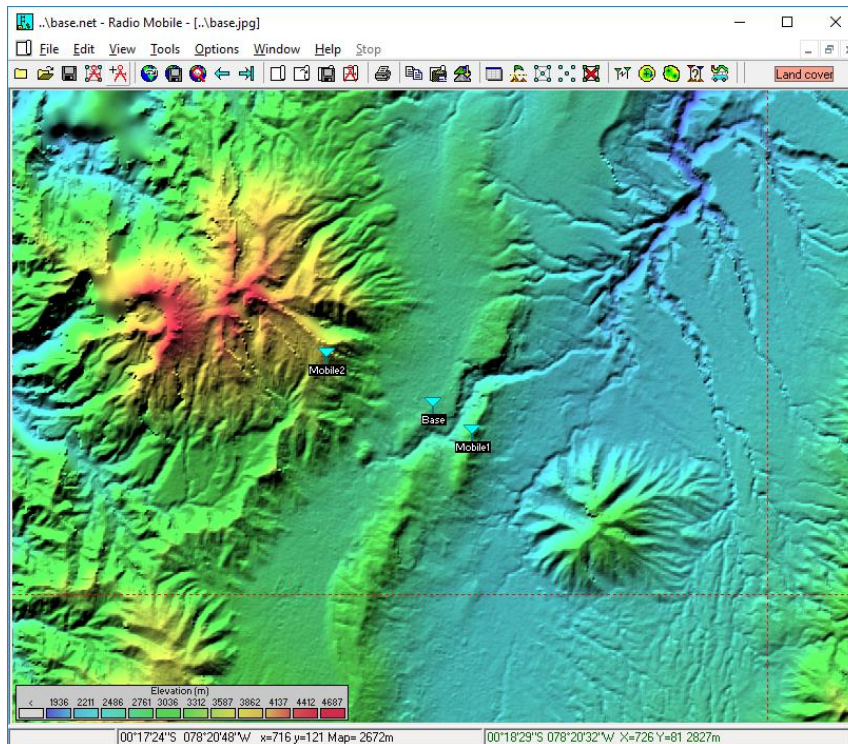 ..\base.net - Radio Mobile - [..\base.jpg]
File Edit View Tools Options Window Help Stop
Land cover
Mobile2
Base
Mobile1
Elevation (m)
< 1936 2211 2486 2761 3036 3312 3587 3862 4137 4412 4687
00°17'24"S 078°20'48"W x=716 y=121 Map= 2672m
00°18'29"S 078°20'32"W X=726 Y=81 2827m